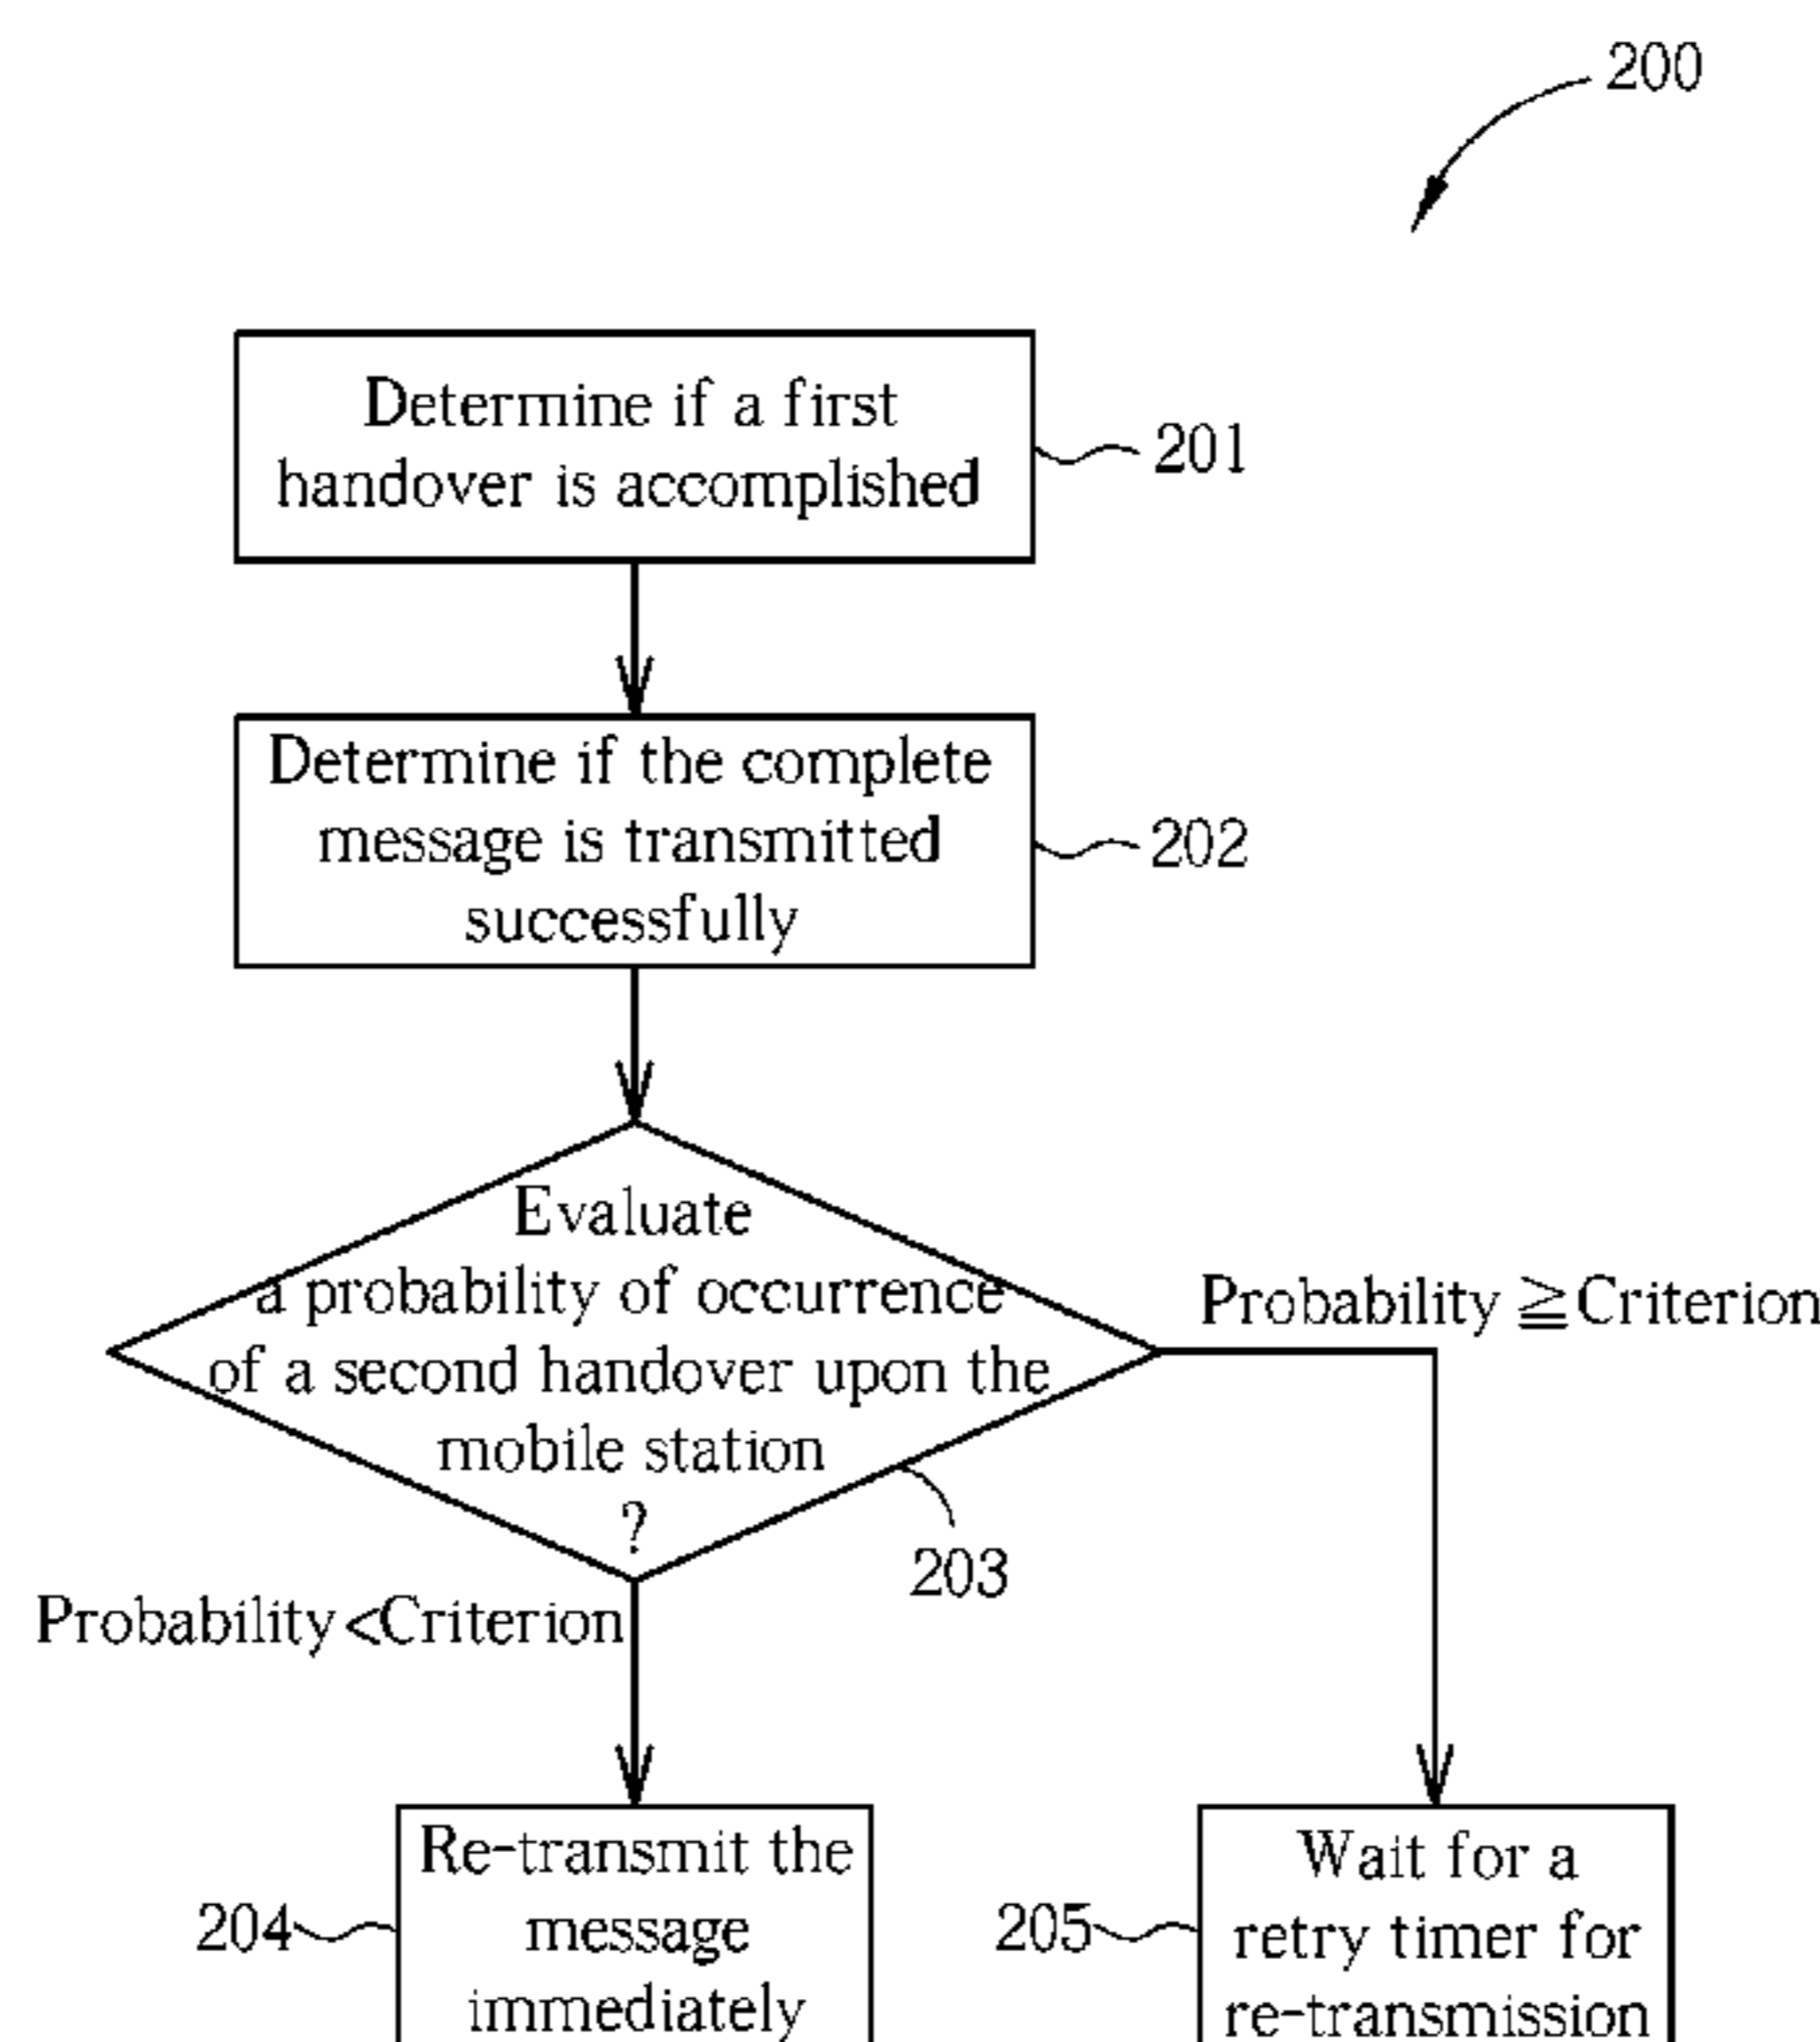 200
Determine if a first
handover is accomplished
201
Determine if the complete
message is transmitted
successfully
202
Evaluate
a probability of occurrence
of a second handover upon the
mobile station
?
203
Probability ≧ Criterion
Probability < Criterion
Re-transmit the
message
immediately
204
Wait for a
retry timer for
re-transmission
205